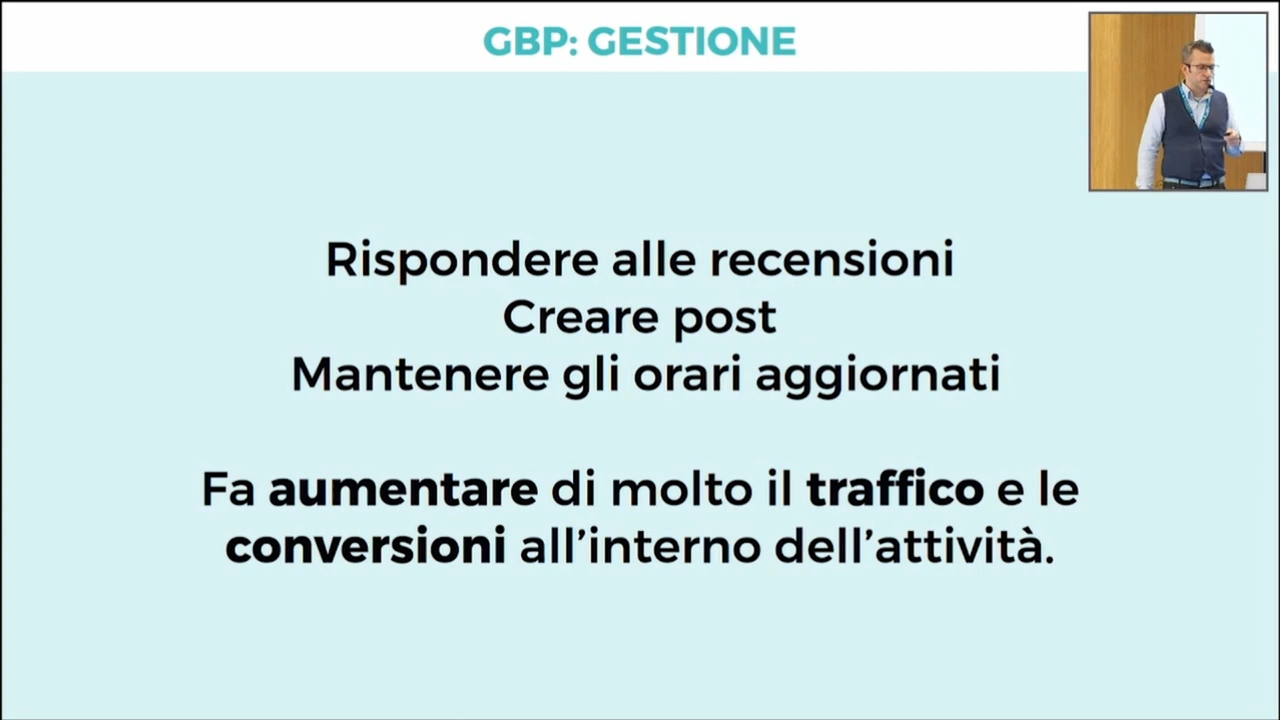 GBP: GESTIONE
Rispondere alle recensioni
Creare post
Mantenere gli orari aggiornati
Fa aumentare di molto il traffico e le
conversioni all’interno dell’attività.